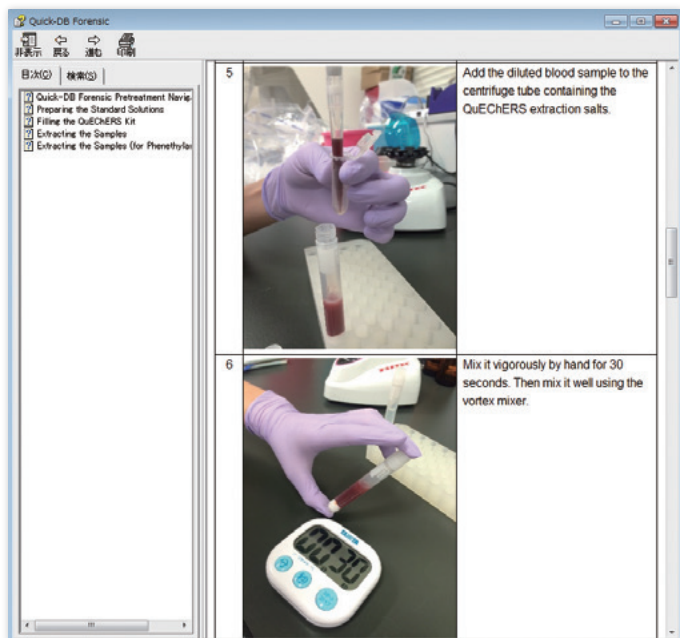 Quick-DB Forensic
非表示 戻る 進む 印刷
目次(C) 検索(S)
Quick-DB Forensic Pretreatment Navig
Preparing the Standard Solutions
Filling the QuEChERS Kit
Extracting the Samples
Extracting the Samples (for Phenethylar
5
Add the diluted blood sample to the
centrifuge tube containing the
QuEChERS extraction salts.
6
Mix it vigorously by hand for 30
seconds. Then mix it well using the
vortex mixer.
TANITA
00:30